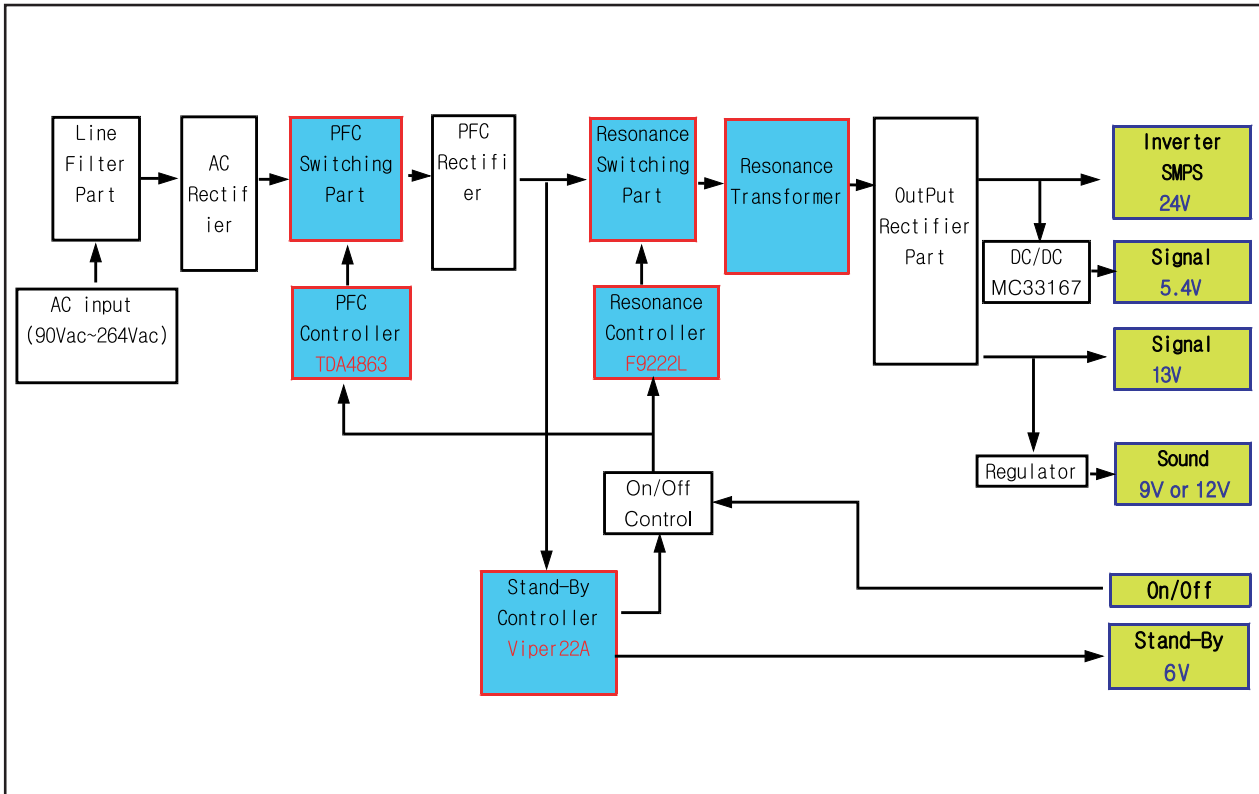 Line
Filter
Part
AC
Rectif
ier
PFC
Switching
Part
PFC
Rectifi
er
Resonance
Switching
Part
Resonance
Transformer
OutPut
Rectifier
Part
Inverter
SMPS
24V
DC/DC
MC33167
Signal
5.4V
AC input
(90Vac~264Vac)
PFC
Controller
TDA4863
Resonance
Controller
F9222L
Signal
13V
Regulator
Sound
9V or 12V
On/Off
Control
Stand-By
Controller
Viper22A
On/Off
Stand-By
6V